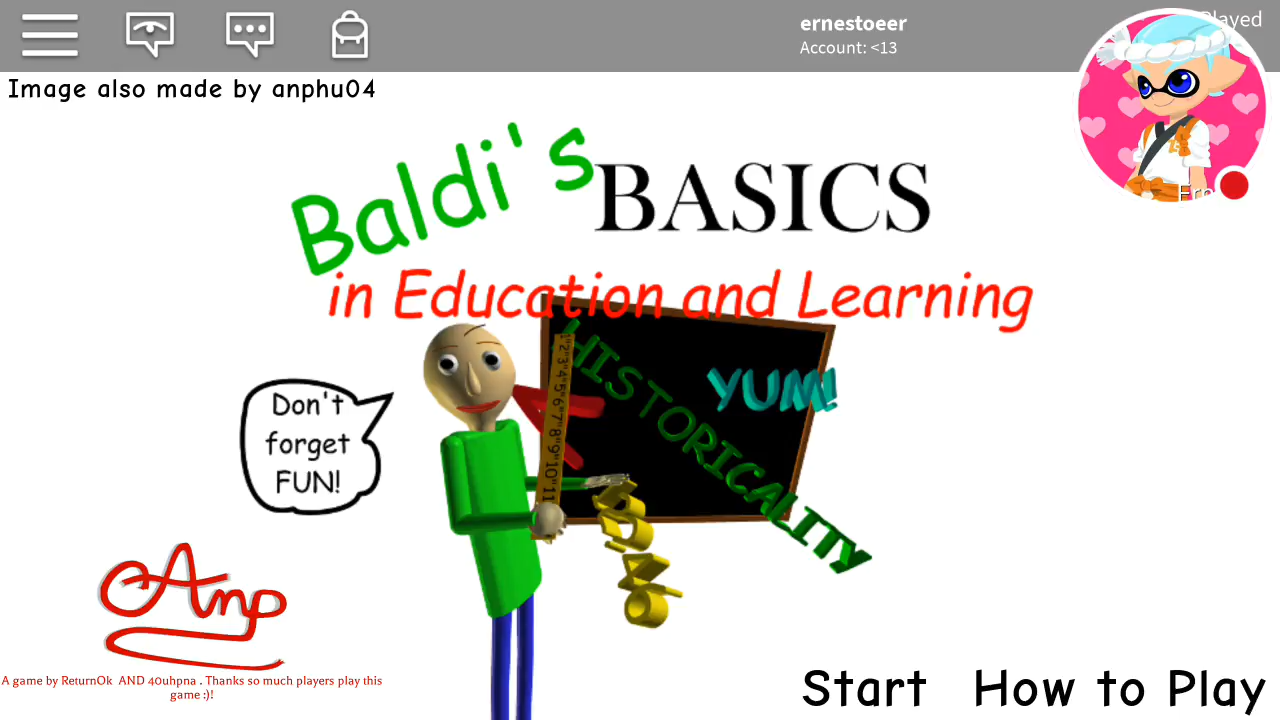 ernestoeer
Account: <13
Played
Image also made by anphu04
Baldi's
BASICS
in Education and Learning
HISTORICALITY
YUM!
Don't
forget
FUN!
Anp
A game by ReturnOk AND 40uhpna . Thanks so much players play this
game :)!
Start How to Play